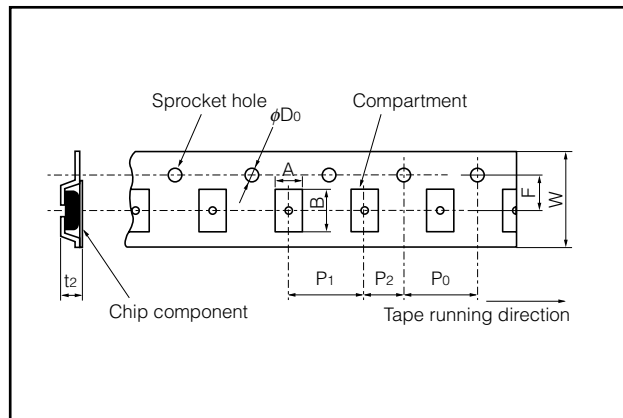 Sprocket hole
ϕD0
Compartment
A
B
F
W
t2
P1
P2
P0
Chip component
Tape running direction